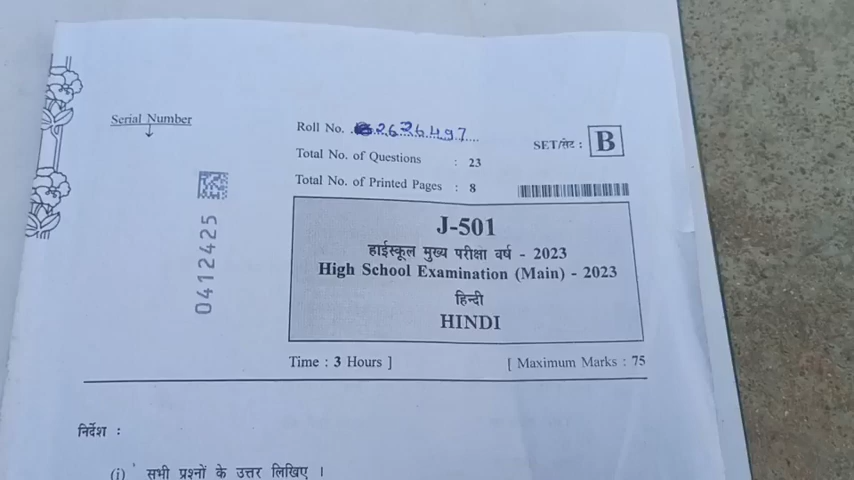 Serial Number
Roll No. 2626497
Total No. of Questions : 23
SET/सेट : B
Total No. of Printed Pages : 8
0412425
J-501
हाईस्कूल मुख्य परीक्षा वर्ष - 2023
High School Examination (Main) - 2023
हिन्दी
HINDI
Time : 3 Hours ]
[ Maximum Marks : 75
निर्देश :
(i) सभी प्रश्नों के उत्तर लिखिए ।